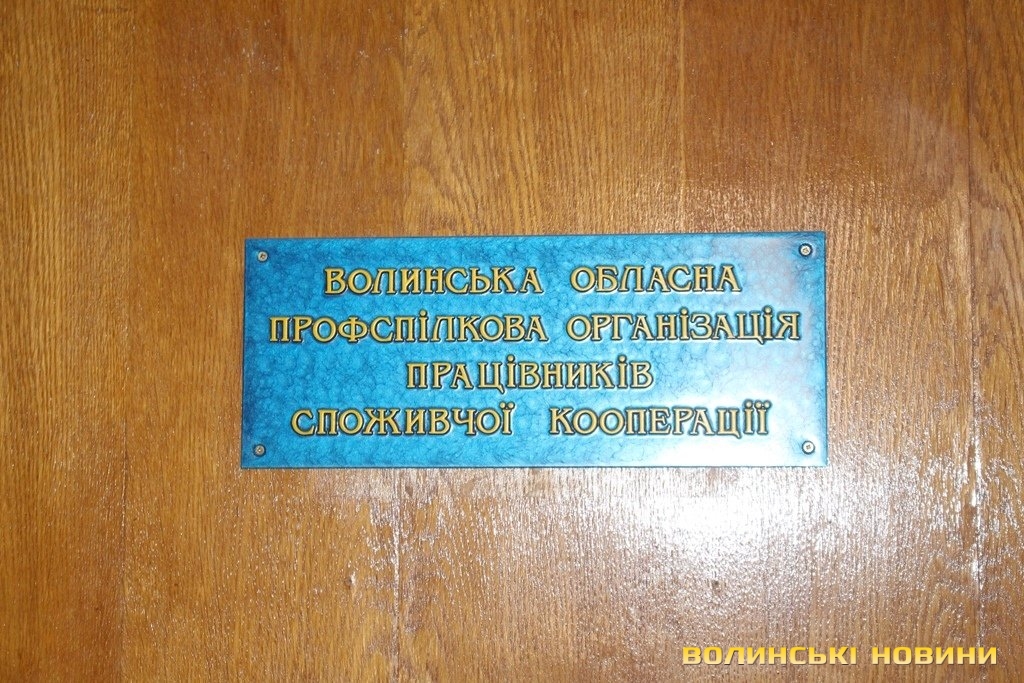 ВОЛИНСЬКА ОБЛАСНА
ПРОФСПІЛКОВА ОРГАНІЗАЦІЯ
ПРАЦІВНИКІВ
СПОЖИВЧОЇ КООПЕРАЦІЇ
ВОЛИНСЬКІ НОВИНИ